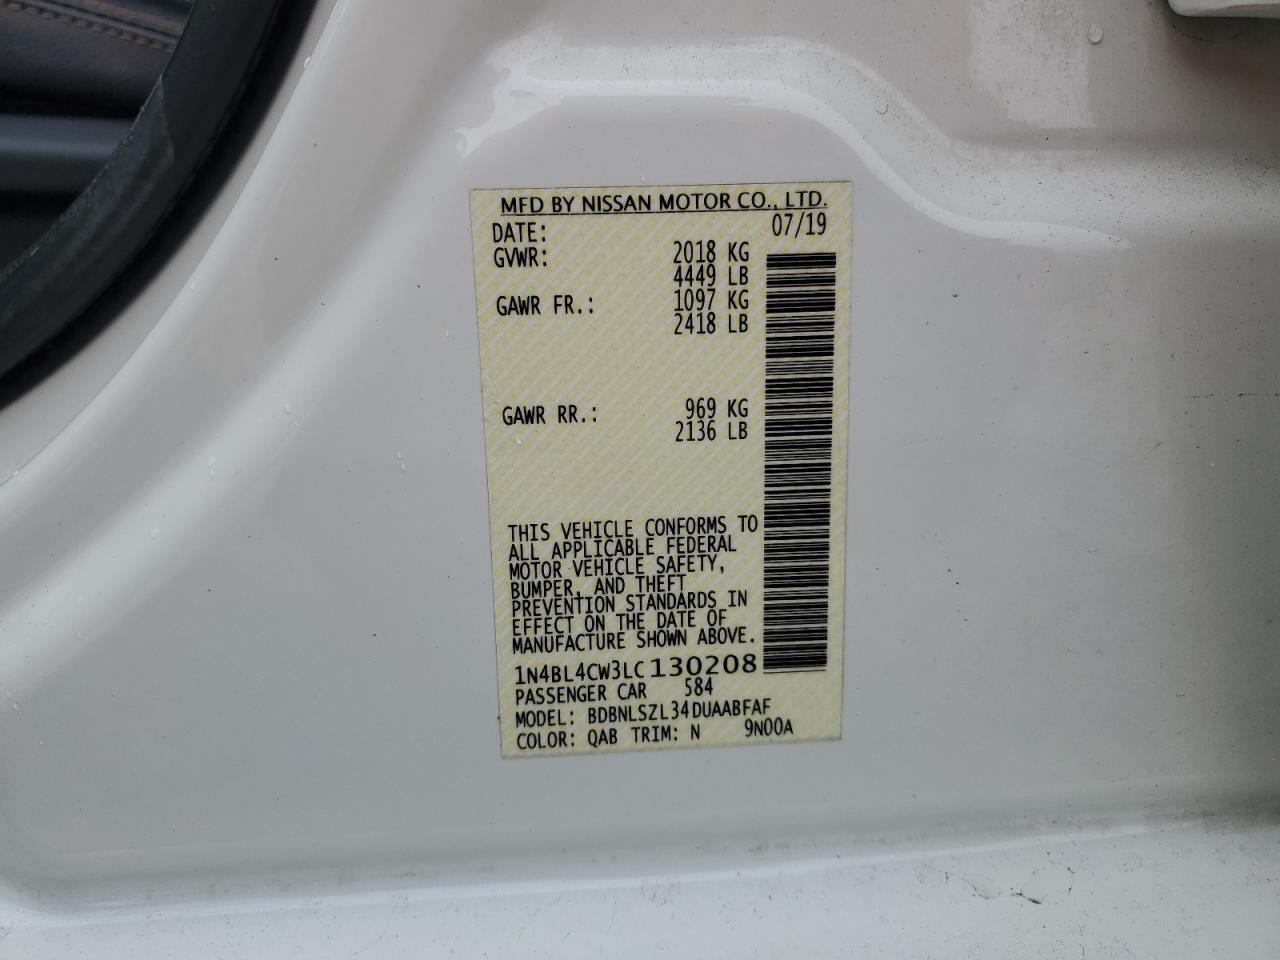 MFD BY NISSAN MOTOR CO., LTD.
DATE: 07/19
GVWR: 2018 KG
4449 LB
GAWR FR.: 1097 KG
2418 LB
GAWR RR.: 969 KG
2136 LB
THIS VEHICLE CONFORMS TO
ALL APPLICABLE FEDERAL
MOTOR VEHICLE SAFETY,
BUMPER, AND THEFT
PREVENTION STANDARDS IN
EFFECT ON THE DATE OF
MANUFACTURE SHOWN ABOVE.
1N4BL4CW3LC130208
PASSENGER CAR 584
MODEL: BDBNLSZL34DUAABFAF
COLOR: QAB TRIM: N 9N00A